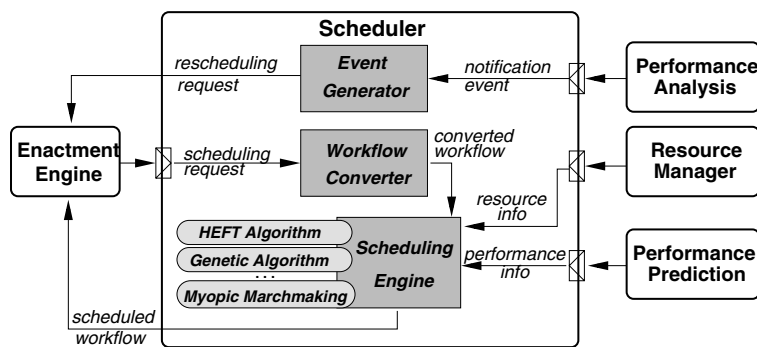 Scheduler
rescheduling
request
Event
Generator
notification
event
Performance
Analysis
Enactment
Engine
scheduling
request
Workflow
Converter
converted
workflow
Resource
Manager
resource
info
HEFT Algorithm
Genetic Algorithm
...
Myopic Marchmaking
Scheduling
Engine
performance
info
Performance
Prediction
scheduled
workflow